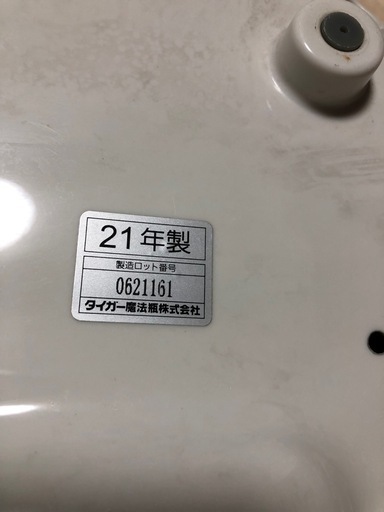 21年製
製造ロット番号
0621161
タイガー魔法瓶株式会社